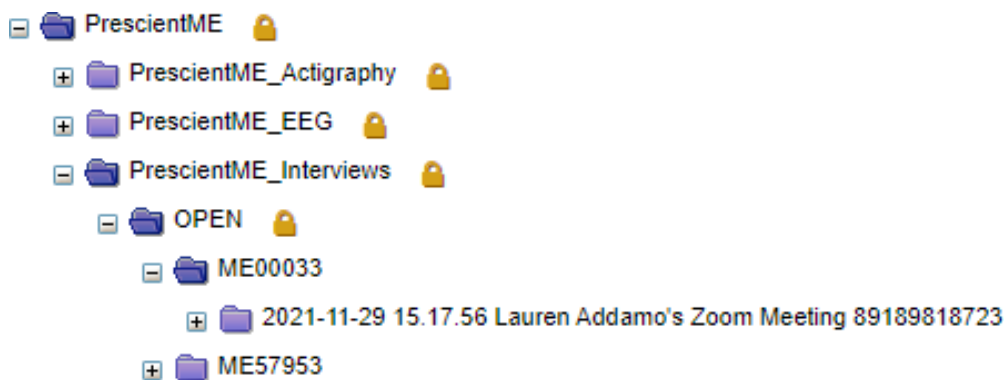 PrescientME
PrescientME_Actigraphy
PrescientME_EEG
PrescientME_Interviews
OPEN
ME00033
2021-11-29 15.17.56 Lauren Addamo's Zoom Meeting 89189818723
ME57953